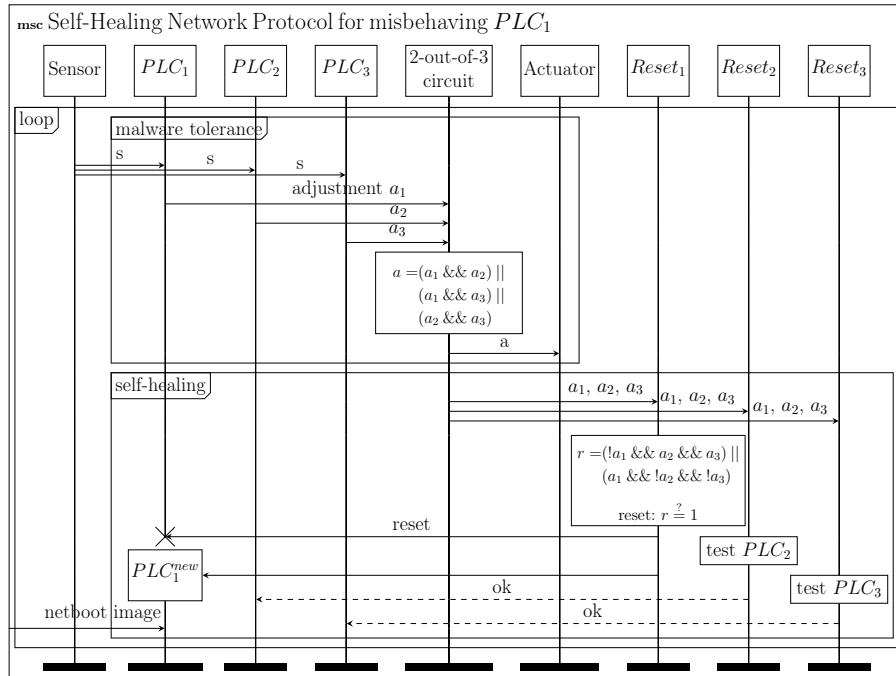 msc Self-Healing Network Protocol for misbehaving PLC₁
Sensor
PLC₁
PLC₂
PLC₃
2-out-of-3
circuit
Actuator
Reset₁
Reset₂
Reset₃
loop
malware tolerance
s
s
s
adjustment a₁
a₂
a₃
a =(a₁ && a₂) ||
(a₁ && a₃) ||
(a₂ && a₃)
a
self-healing
a₁, a₂, a₃
a₁, a₂, a₃
a₁, a₂, a₃
r =(!a₁ && a₂ && a₃) ||
(a₁ && !a₂ && !a₃)
reset: r ≟ 1
reset
test PLC₂
PLC₁ⁿᵉʷ
ok
test PLC₃
netboot image
ok